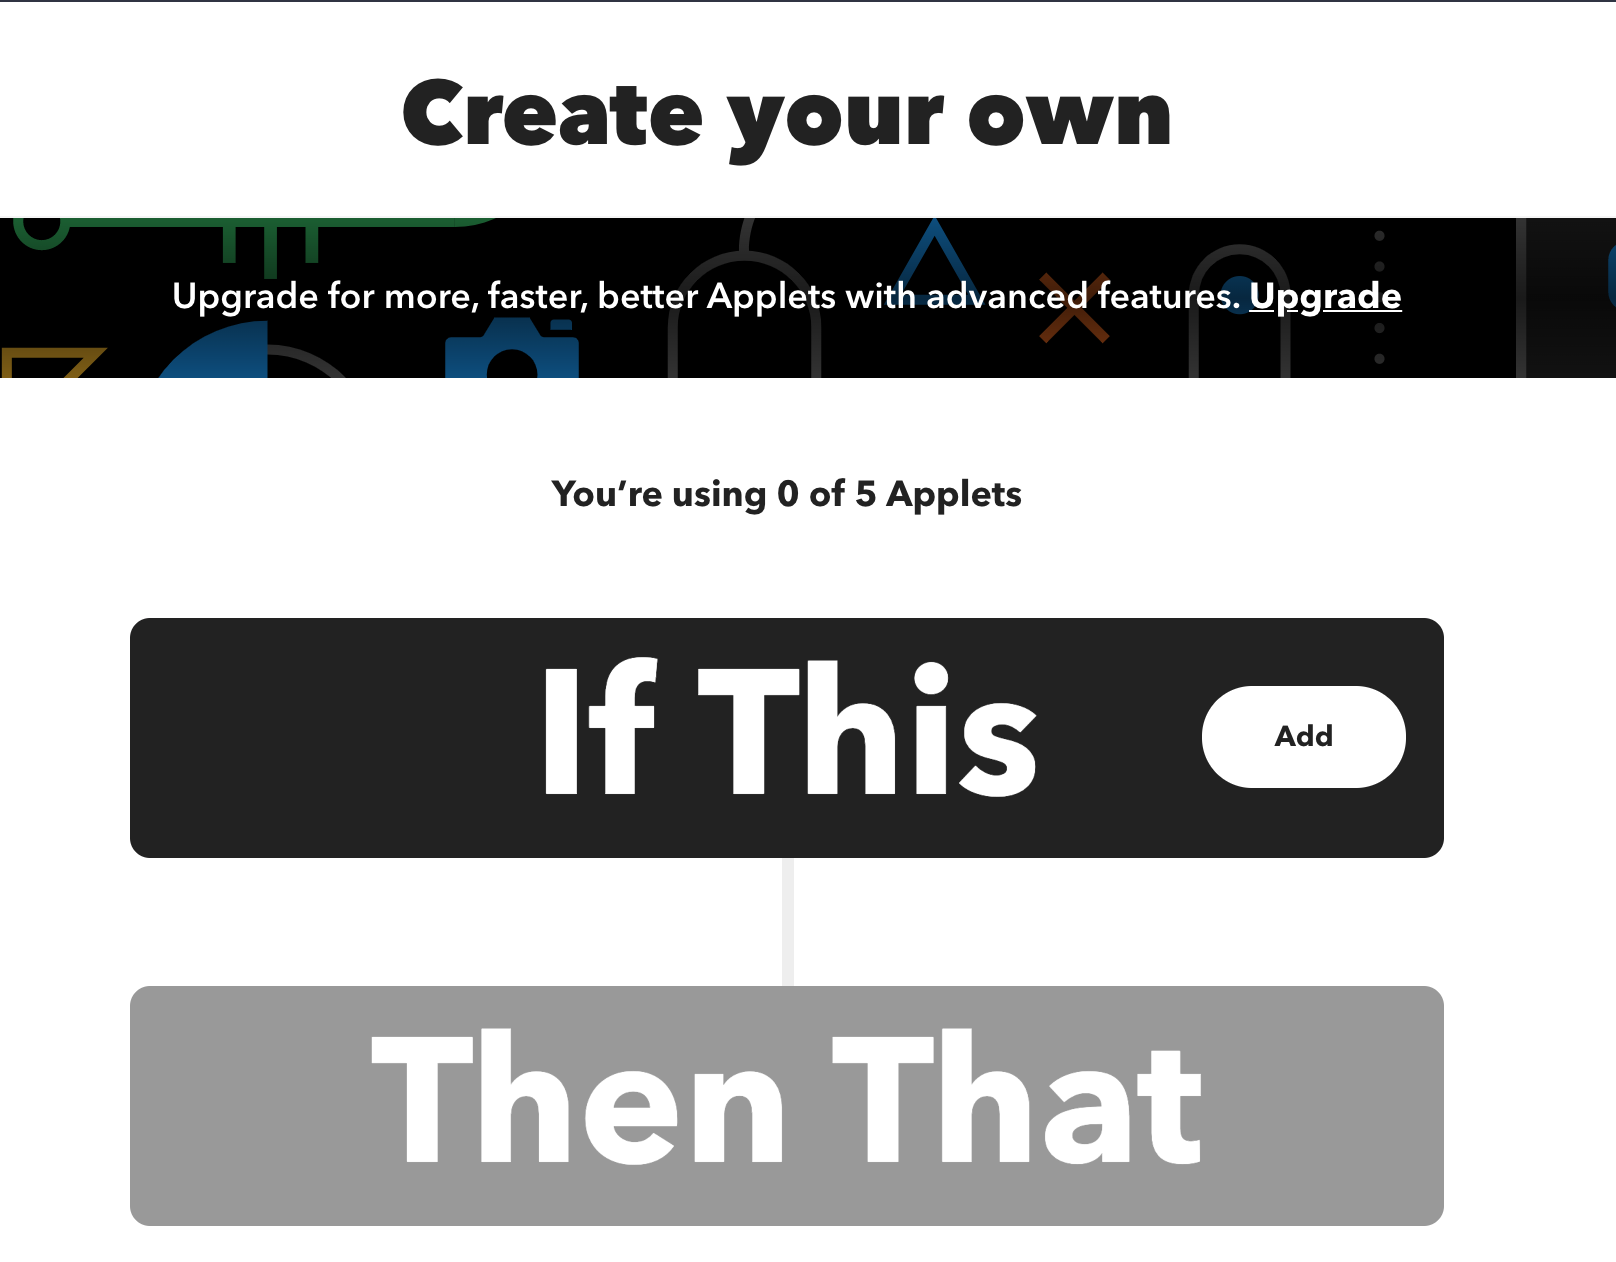 Create your own
Upgrade for more, faster, better Applets with advanced features. Upgrade
You’re using 0 of 5 Applets
If This
Add
Then That